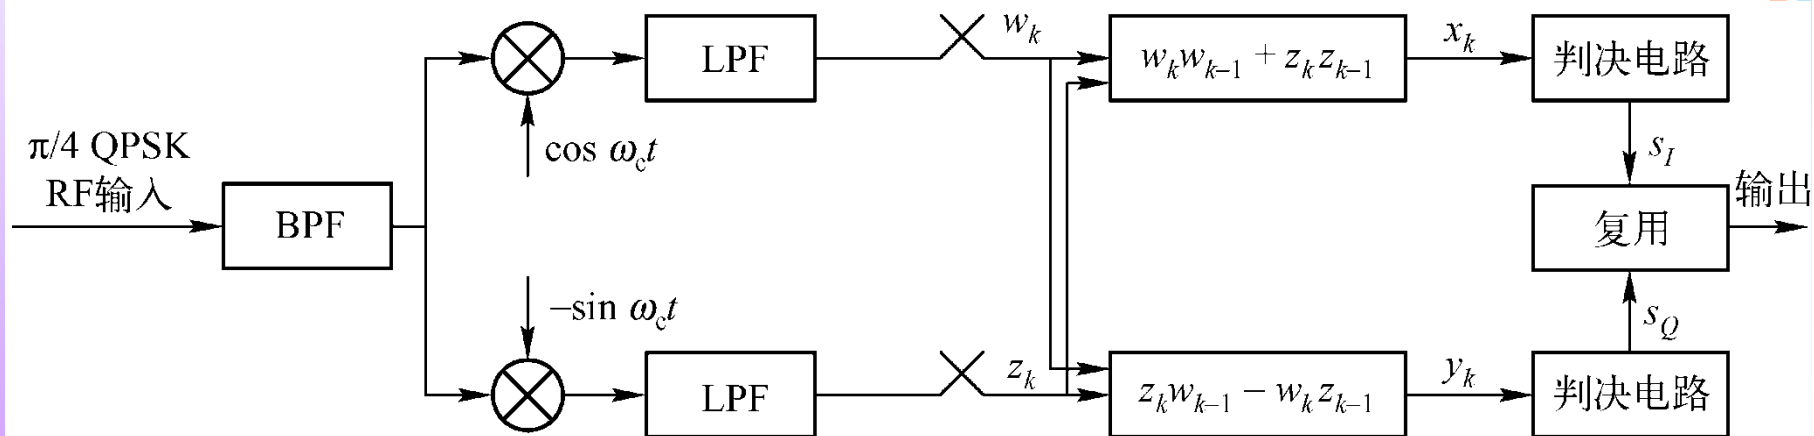 π/4 QPSK
RF输入
BPF
cos ω_c t
–sin ω_c t
LPF
LPF
w_k
z_k
w_k w_{k–1} + z_k z_{k–1}
z_k w_{k–1} – w_k z_{k–1}
x_k
y_k
判决电路
s_I
复用
输出
s_Q
判决电路